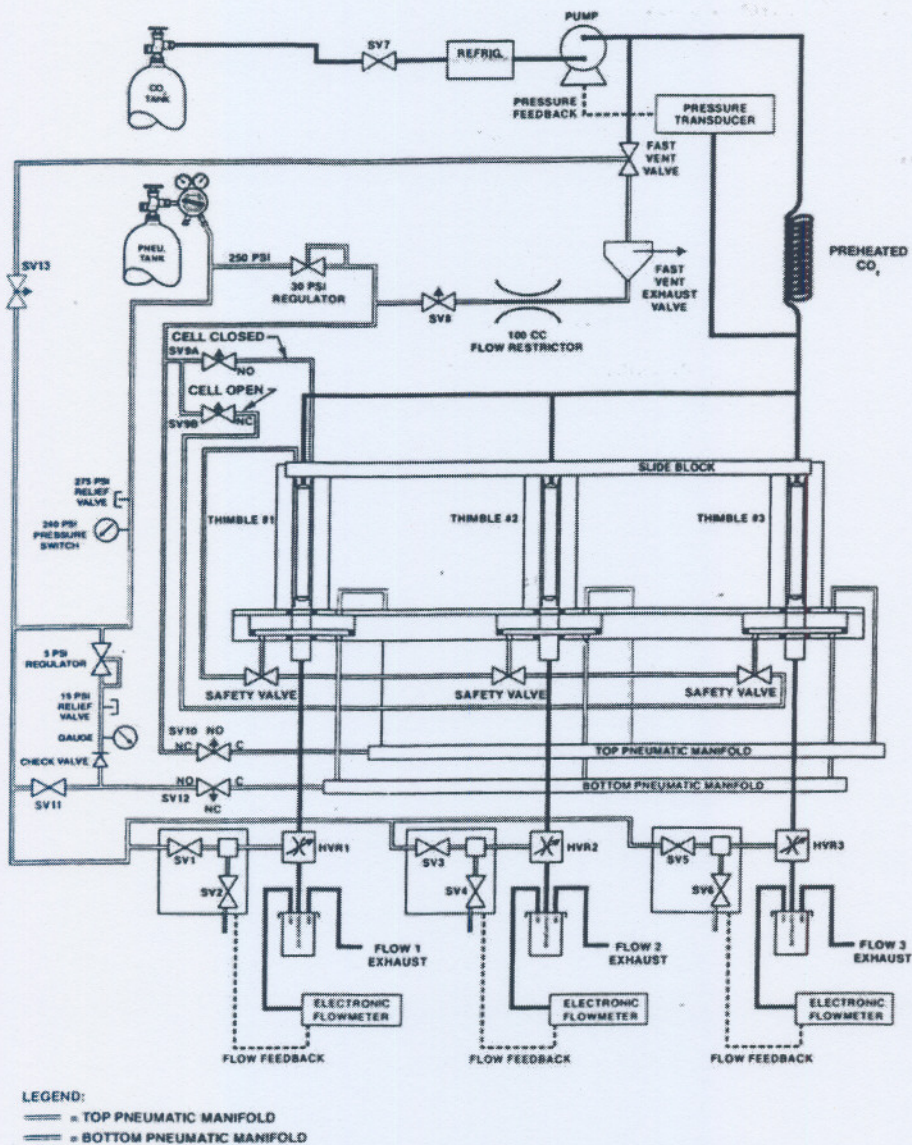 PUMP
SV7
REFRIG.
CO2
TANK
PRESSURE
FEEDBACK
PRESSURE
TRANSDUCER
FAST
VENT
VALVE
PNEU.
TANK
SV13
250 PSI
30 PSI
REGULATOR
SV8
100 CC
FLOW RESTRICTOR
FAST
VENT
EXHAUST
VALVE
PREHEATED
CO2
CELL CLOSED
SV9A
NO
CELL OPEN
SV9B
NC
SLIDE BLOCK
275 PSI
RELIEF
VALVE
240 PSI
PRESSURE
SWITCH
THIMBLE #1
THIMBLE #2
THIMBLE #3
5 PSI
REGULATOR
15 PSI
RELIEF
VALVE
GAUGE
CHECK VALVE
SAFETY VALVE
SAFETY VALVE
SAFETY VALVE
SV10 NO
NC
C
TOP PNEUMATIC MANIFOLD
NO
C
SV11
SV12
NC
BOTTOM PNEUMATIC MANIFOLD
SV1
HVR1
SV3
HVR2
SV5
HVR3
SV2
SV4
SV6
FLOW 1
EXHAUST
FLOW 2
EXHAUST
FLOW 3
EXHAUST
ELECTRONIC
FLOWMETER
ELECTRONIC
FLOWMETER
ELECTRONIC
FLOWMETER
FLOW FEEDBACK
FLOW FEEDBACK
FLOW FEEDBACK
LEGEND:
= TOP PNEUMATIC MANIFOLD
= BOTTOM PNEUMATIC MANIFOLD